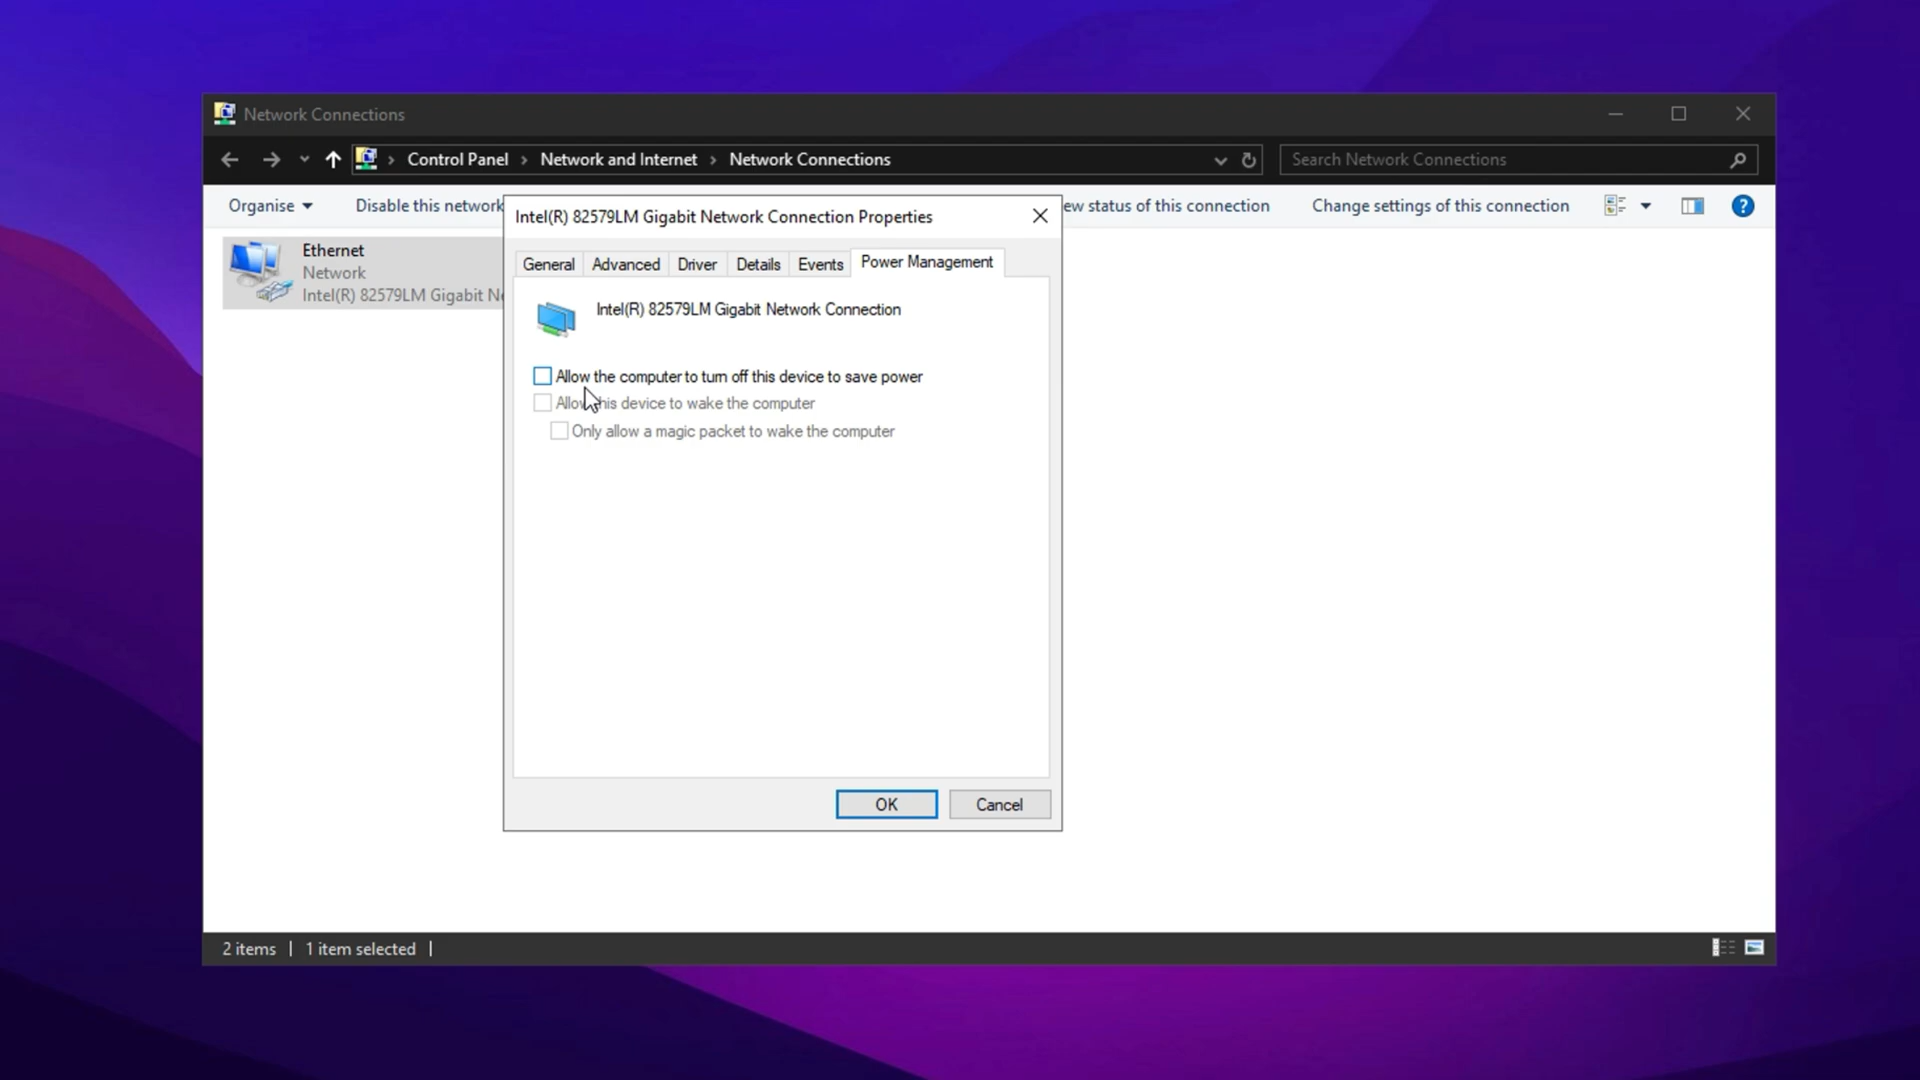 Network Connections
Control Panel > Network and Internet > Network Connections
Search Network Connections
Organise
Disable this network
ew status of this connection
Change settings of this connection
?
Ethernet
Network
Intel(R) 82579LM Gigabit Ne
Intel(R) 82579LM Gigabit Network Connection Properties
General Advanced Driver Details Events Power Management
Intel(R) 82579LM Gigabit Network Connection
Allow the computer to turn off this device to save power
Allow this device to wake the computer
Only allow a magic packet to wake the computer
OK Cancel
2 items | 1 item selected |